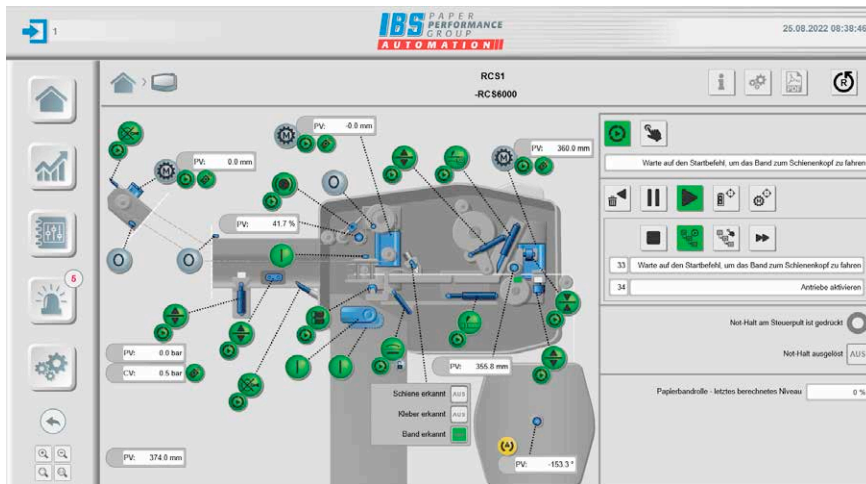 1
IBS PAPER
PERFORMANCE
GROUP
AUTOMATION
25.08.2022 08:38:46
RCS1
-RCS6000
i
PDF
R
5
M
PV: -0.0 mm
M
PV: 0.0 mm
M
PV: 360.0 mm
PV: 41.7 %
PV: 0.0 bar
CV: 0.5 bar
PV: 355.8 mm
Schiene erkannt AUS
Kleber erkannt AUS
Band erkannt
PV: 374.0 mm
PV: -153.3 °
Warte auf den Startbefehl, um das Band zum Schienenkopf zu fahren
33 Warte auf den Startbefehl, um das Band zum Schienenkopf zu fahren
34 Antriebe aktivieren
Not-Halt am Steuerpult ist gedrückt
Not-Halt ausgelöst AUS
Papierbandrolle - letztes berechnetes Niveau 0 %